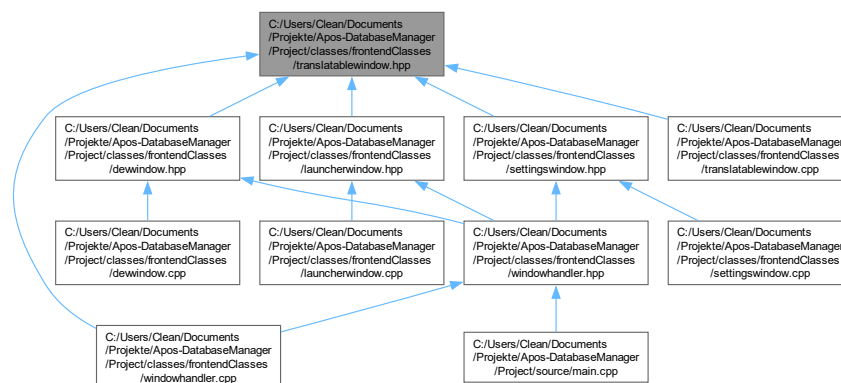 C:/Users/Clean/Documents
/Projekte/Apos-DatabaseManager
/Project/classes/frontendClasses
/translatablewindow.hpp
C:/Users/Clean/Documents
/Projekte/Apos-DatabaseManager
/Project/classes/frontendClasses
/dewindow.hpp
C:/Users/Clean/Documents
/Projekte/Apos-DatabaseManager
/Project/classes/frontendClasses
/launcherwindow.hpp
C:/Users/Clean/Documents
/Projekte/Apos-DatabaseManager
/Project/classes/frontendClasses
/settingswindow.hpp
C:/Users/Clean/Documents
/Projekte/Apos-DatabaseManager
/Project/classes/frontendClasses
/translatablewindow.cpp
C:/Users/Clean/Documents
/Projekte/Apos-DatabaseManager
/Project/classes/frontendClasses
/dewindow.cpp
C:/Users/Clean/Documents
/Projekte/Apos-DatabaseManager
/Project/classes/frontendClasses
/launcherwindow.cpp
C:/Users/Clean/Documents
/Projekte/Apos-DatabaseManager
/Project/classes/frontendClasses
/windowhandler.hpp
C:/Users/Clean/Documents
/Projekte/Apos-DatabaseManager
/Project/classes/frontendClasses
/settingswindow.cpp
C:/Users/Clean/Documents
/Projekte/Apos-DatabaseManager
/Project/classes/frontendClasses
/windowhandler.cpp
C:/Users/Clean/Documents
/Projekte/Apos-DatabaseManager
/Project/source/main.cpp